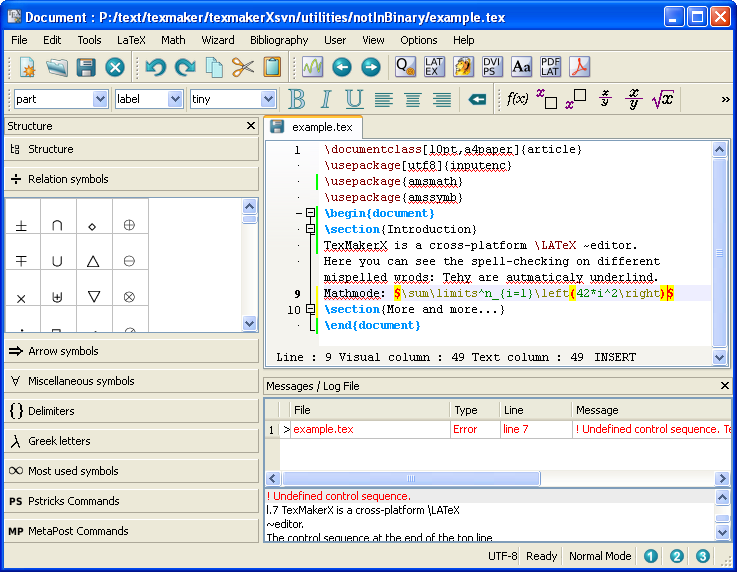 Document : P:/text/texmaker/texmakerXsvn/utilities/notInBinary/example.tex
File Edit Tools LaTeX Math Wizard Bibliography User View Options Help
Q LAT EX DVI PS Aa PDF LAT
part label tiny B I U f(x) x x x/y x/y √x »
Structure
Structure
Relation symbols
± ∩ ⋄ ⊕
∓ ∪ △ ⊖
× ⊎ ▽ ⊗
Arrow symbols
∀ Miscellaneous symbols
{} Delimiters
λ Greek letters
∞ Most used symbols
PS Pstricks Commands
MP MetaPost Commands
example.tex
1 \documentclass[10pt,a4paper]{article}
\usepackage[utf8]{inputenc}
\usepackage{amsmath}
\usepackage{amssymb}
\begin{document}
\section{Introduction}
TexMakerX is a cross-platform \LATeX ~editor.
Here you can see the spell-checking on different
mispelled wrods: Tehy are autmaticaly underlind.
9 Mathmode: $\sum\limits^n_{i=1}\left(42*i^2\right)$
10 \section{More and more...}
\end{document}
Line : 9 Visual column : 49 Text column : 49 INSERT
Messages / Log File
File Type Line Message
1 > example.tex Error line 7 ! Undefined control sequence. Te
! Undefined control sequence.
l.7 TexMakerX is a cross-platform \LATeX
~editor.
The control sequence at the end of the top line
UTF-8 Ready Normal Mode 1 2 3